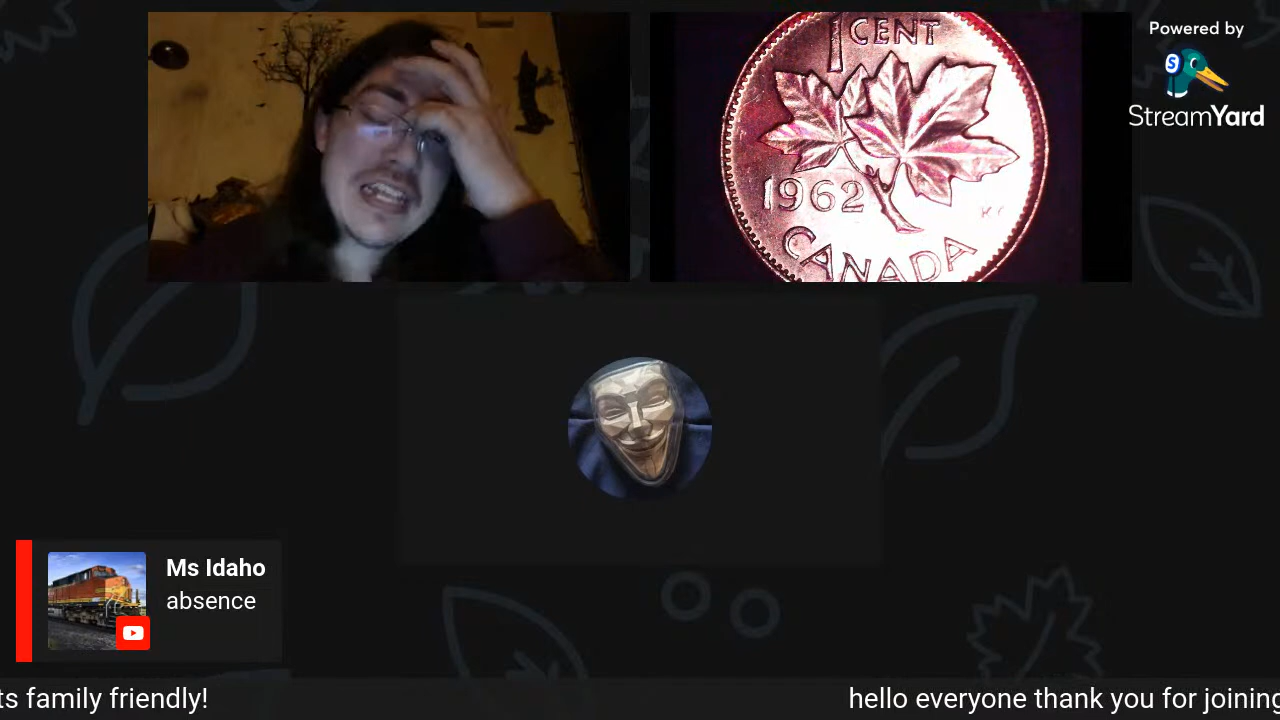 1 CENT
1962
CANADA
Powered by
StreamYard
Ms Idaho
absence
ts family friendly!
hello everyone thank you for joining